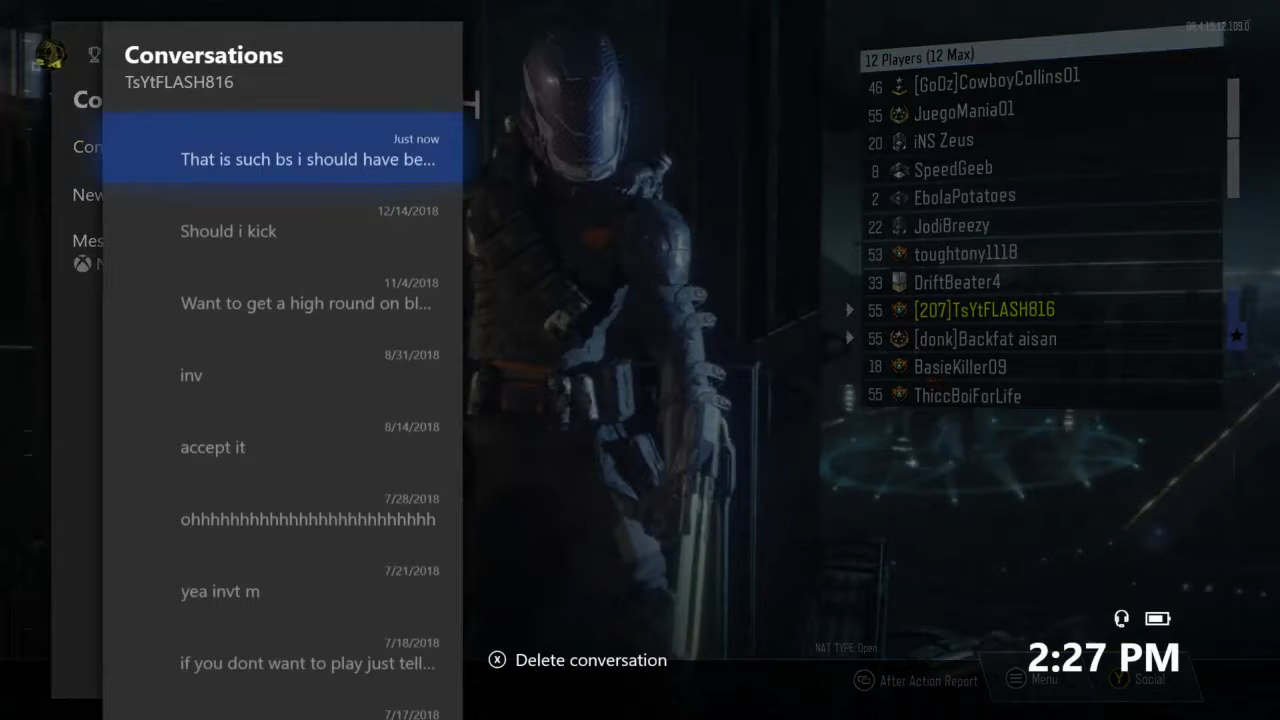 Conversations
TsYtFLASH816
Co
Con
New
Mes
N
Just now
That is such bs i should have be...
12/14/2018
Should i kick
11/4/2018
Want to get a high round on bl...
8/31/2018
inv
8/14/2018
accept it
7/28/2018
ohhhhhhhhhhhhhhhhhhhhhhhhhh
7/21/2018
yea invt m
7/18/2018
if you dont want to play just tell...
7/17/2018
X Delete conversation
12 Players (12 Max)
46 [GoDz]CowboyCollins01
55 JuegoMania01
20 iNS Zeus
8 SpeedGeeb
2 EbolaPotatoes
22 JodiBreezy
53 toughtony1118
33 DriftBeater4
55 [207]TsYtFLASH816
55 [donk]Backfat aisan
18 BasieKiller09
55 ThiccBoiForLife
2:27 PM
NAT TYPE: Open
After Action Report
Menu
Y Social